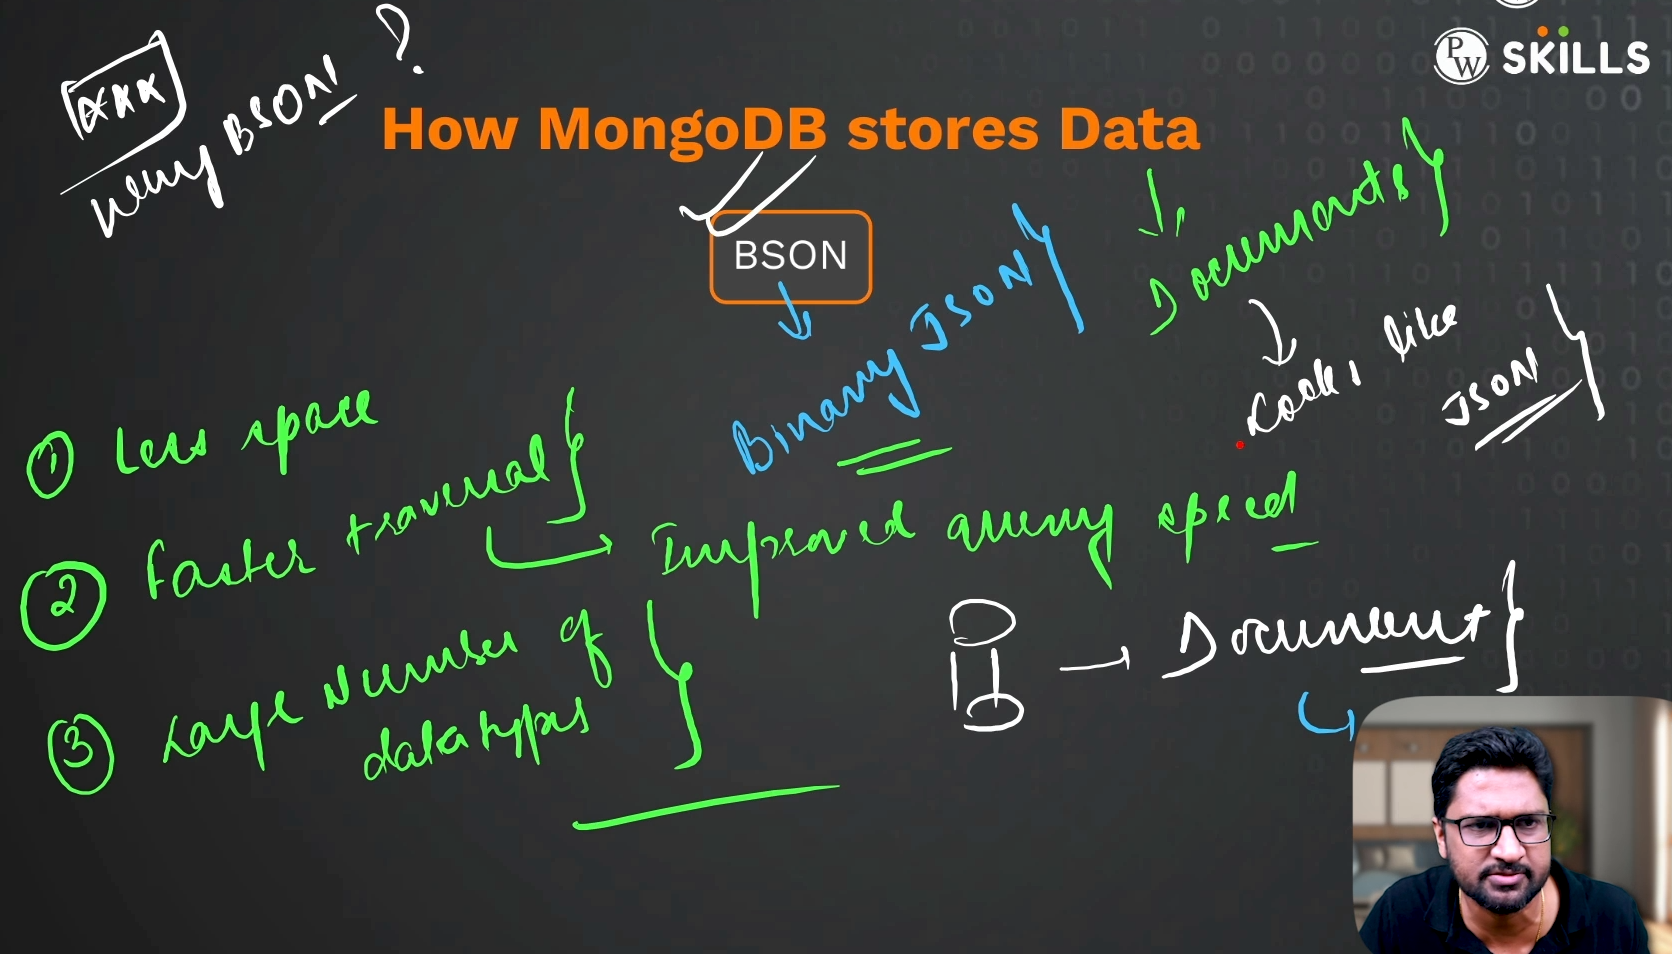 PW SKILLS
*** 
Why BSON ?
How MongoDB stores Data
BSON
Binary JSON
Documents
Looks like
JSON
① Less space
② Faster traversal
Improved query speed
③ Large Number of
data types
Document